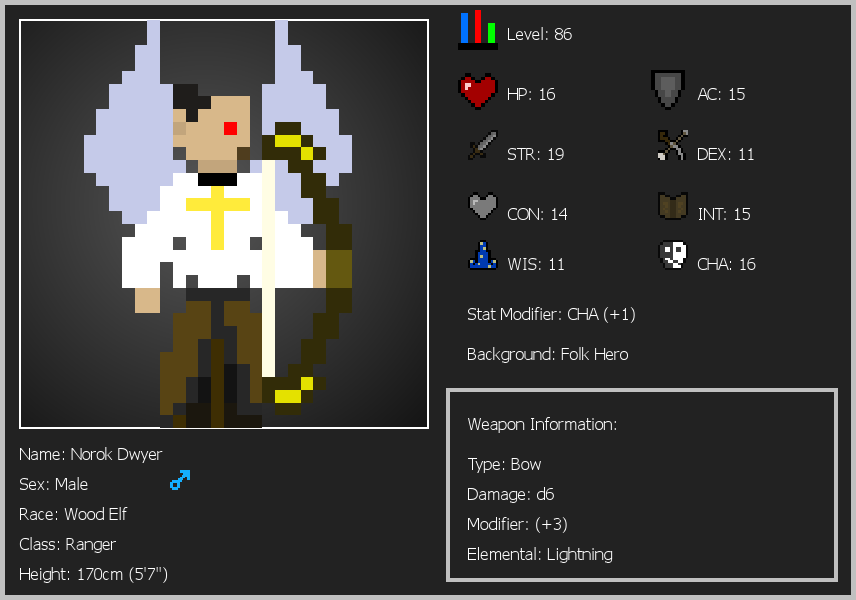 Level: 86
HP: 16
AC: 15
STR: 19
DEX: 11
CON: 14
INT: 15
WIS: 11
CHA: 16
Stat Modifier: CHA (+1)
Background: Folk Hero
Weapon Information:
Type: Bow
Damage: d6
Modifier: (+3)
Elemental: Lightning
Name: Norok Dwyer
Sex: Male
Race: Wood Elf
Class: Ranger
Height: 170cm (5'7")